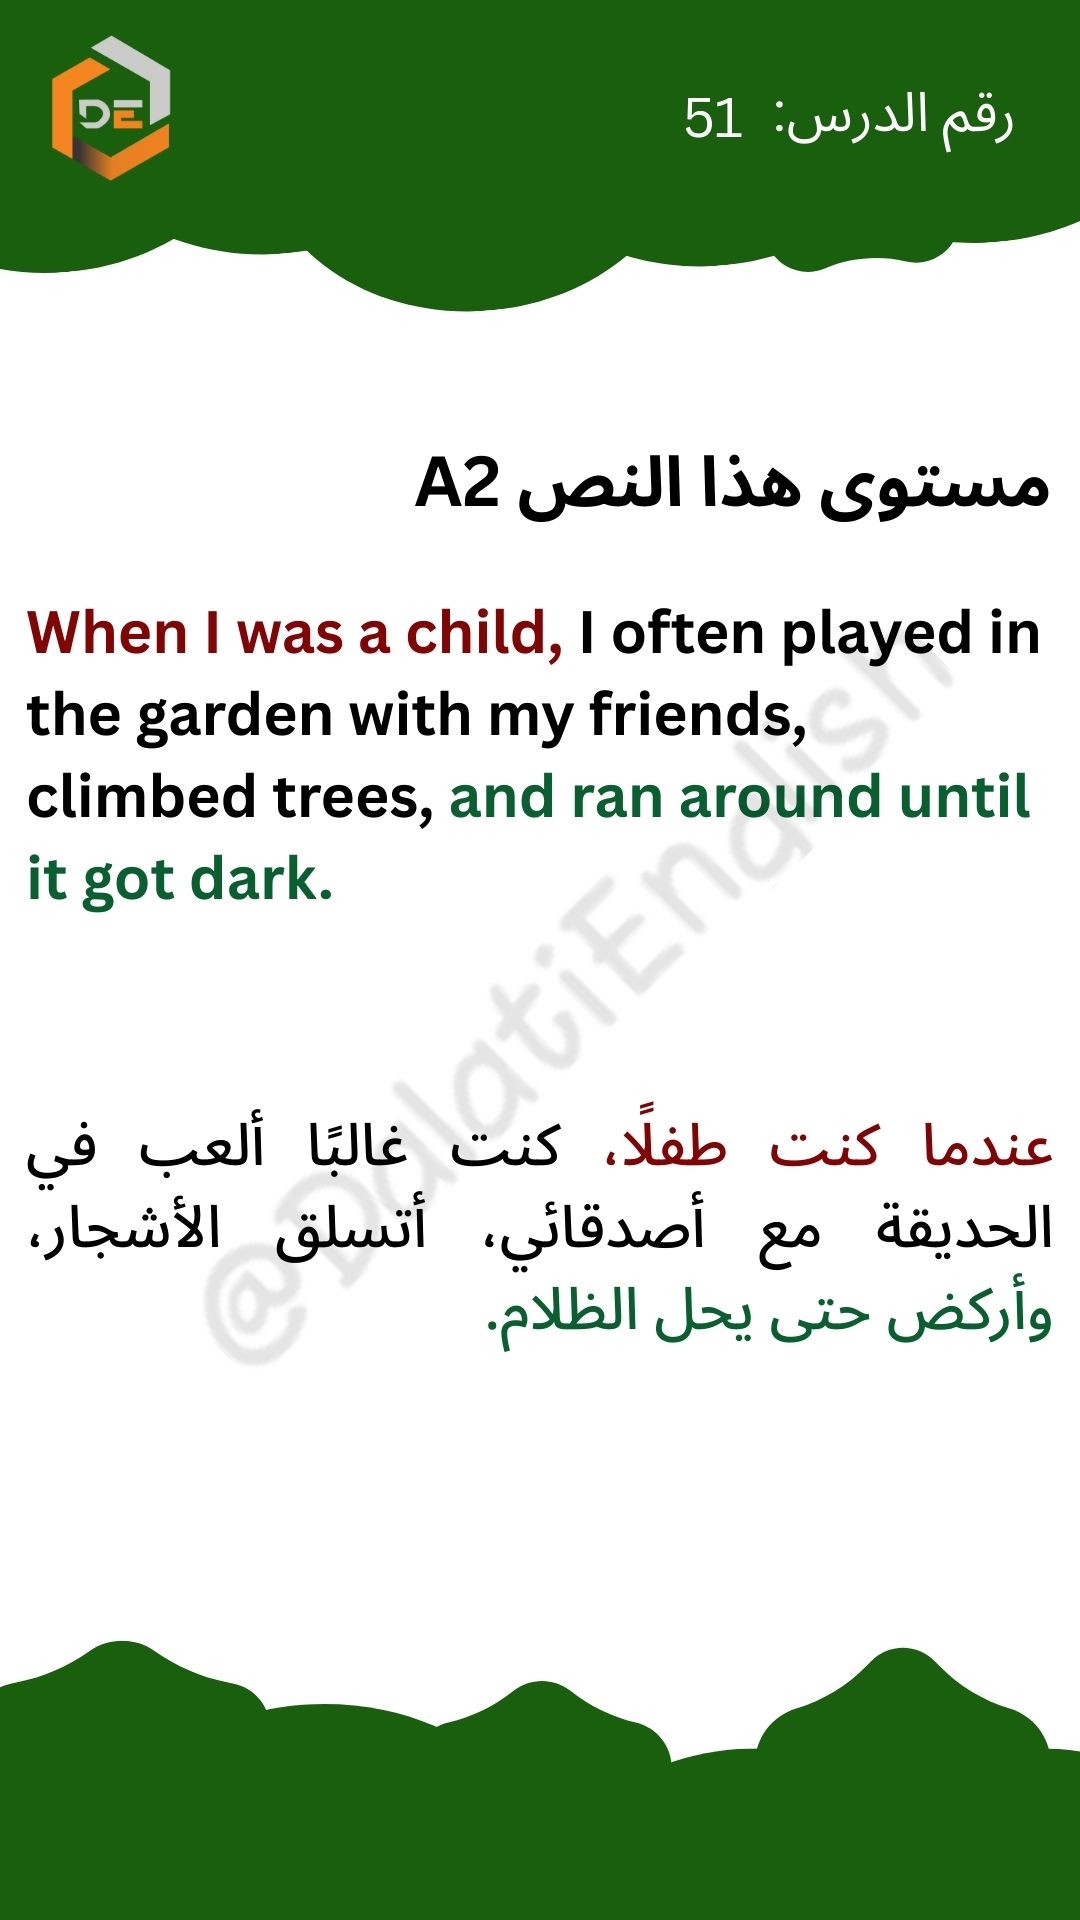 DE
رقم الدرس: 51
مستوى هذا النص A2
When I was a child, I often played in
the garden with my friends,
climbed trees, and ran around until
it got dark.
@DalatiEnglish
عندما كنت طفلًا، كنت غالبًا ألعب في
الحديقة مع أصدقائي، أتسلق الأشجار،
وأركض حتى يحل الظلام.